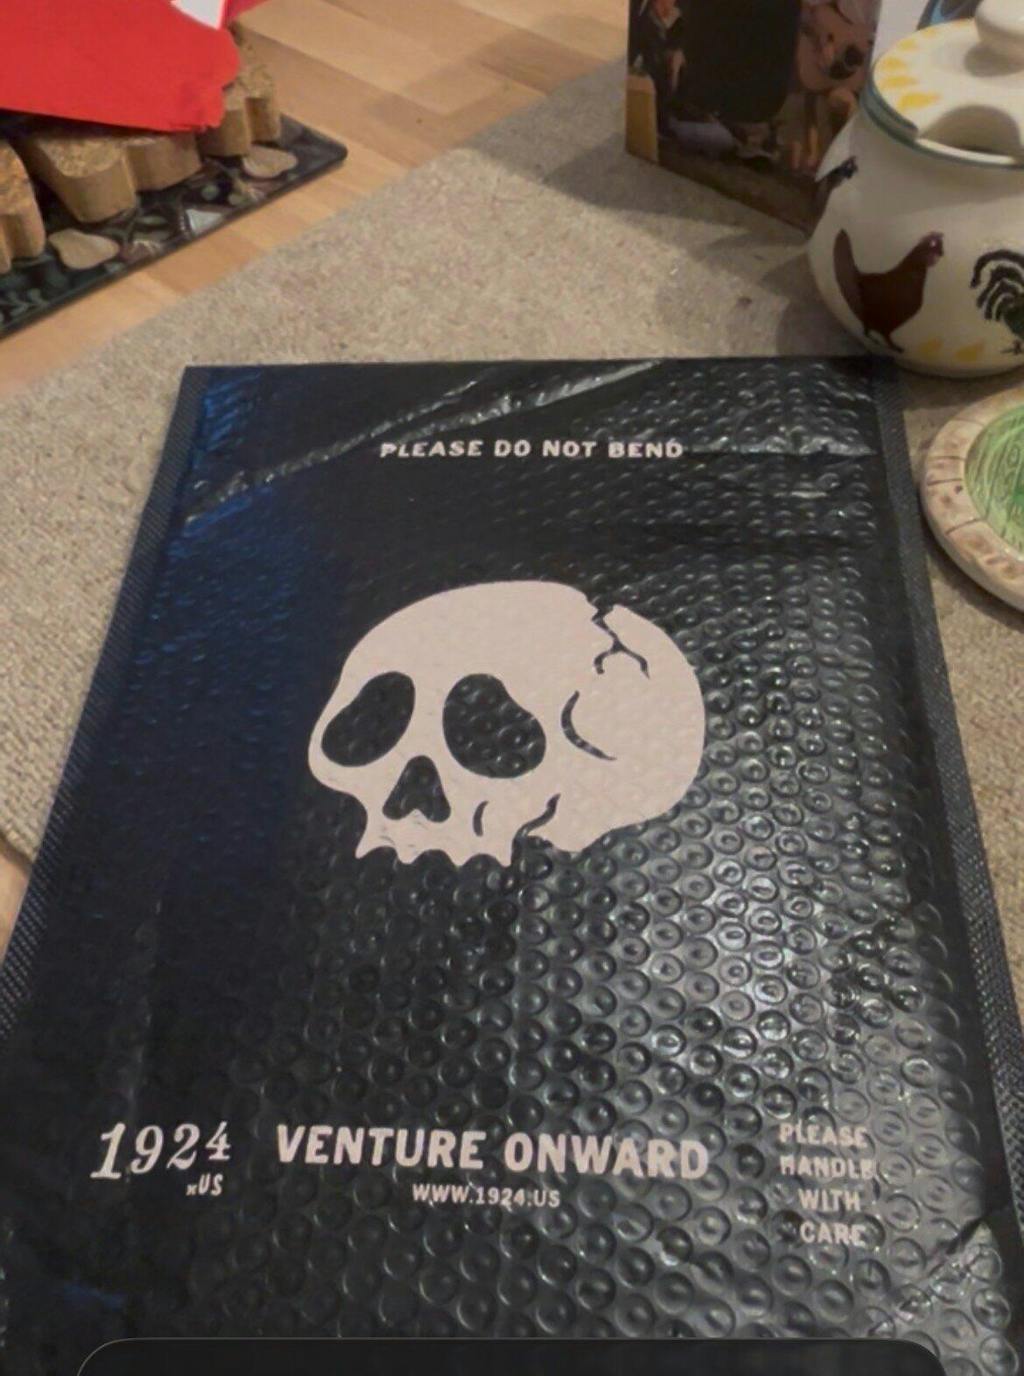 PLEASE DO NOT BEND
1924
xUS
VENTURE ONWARD
WWW.1924.US
PLEASE
HANDLE
WITH
CARE